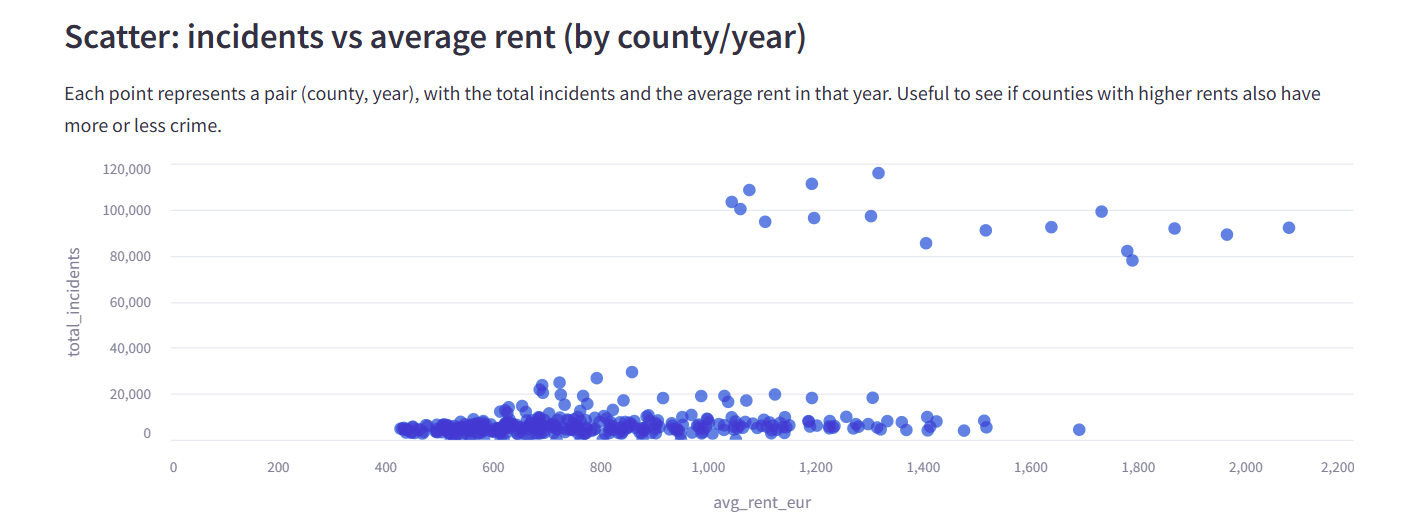 Scatter: incidents vs average rent (by county/year)
Each point represents a pair (county, year), with the total incidents and the average rent in that year. Useful to see if counties with higher rents also have
more or less crime.
120,000
100,000
80,000
60,000
40,000
20,000
0
total_incidents
0 200 400 600 800 1,000 1,200 1,400 1,600 1,800 2,000 2,200
avg_rent_eur